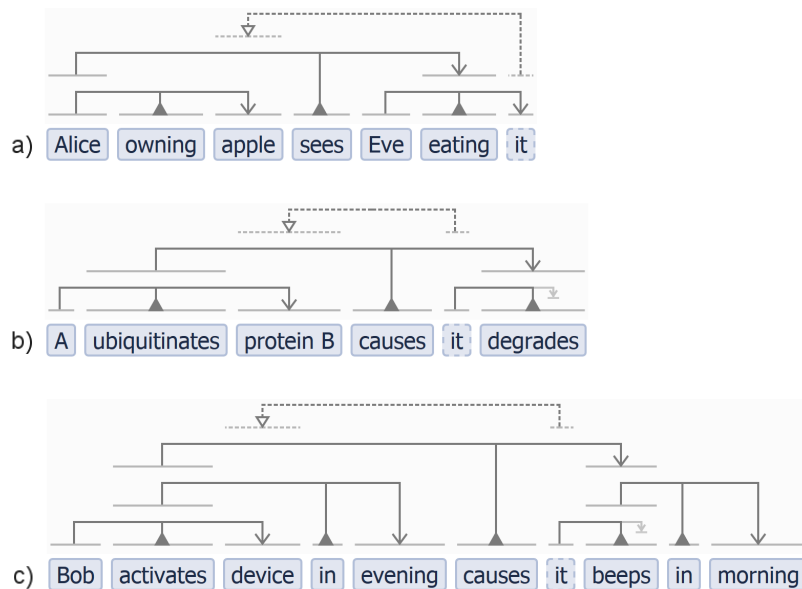 a) Alice owning apple sees Eve eating it
b) A ubiquitinates protein B causes it degrades
c) Bob activates device in evening causes it beeps in morning